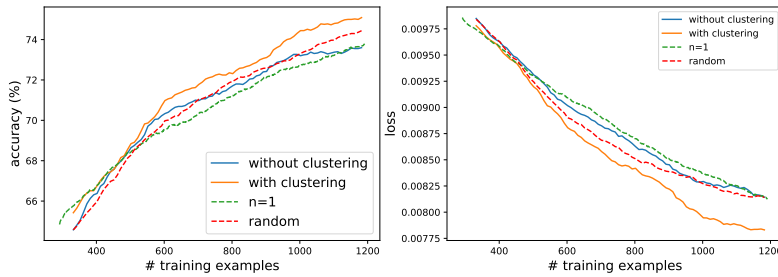 accuracy (%)
74
72
70
68
66
400
600
800
1000
1200
# training examples
without clustering
with clustering
n=1
random
loss
0.00975
0.00950
0.00925
0.00900
0.00875
0.00850
0.00825
0.00800
0.00775
400
600
800
1000
1200
# training examples
without clustering
with clustering
n=1
random